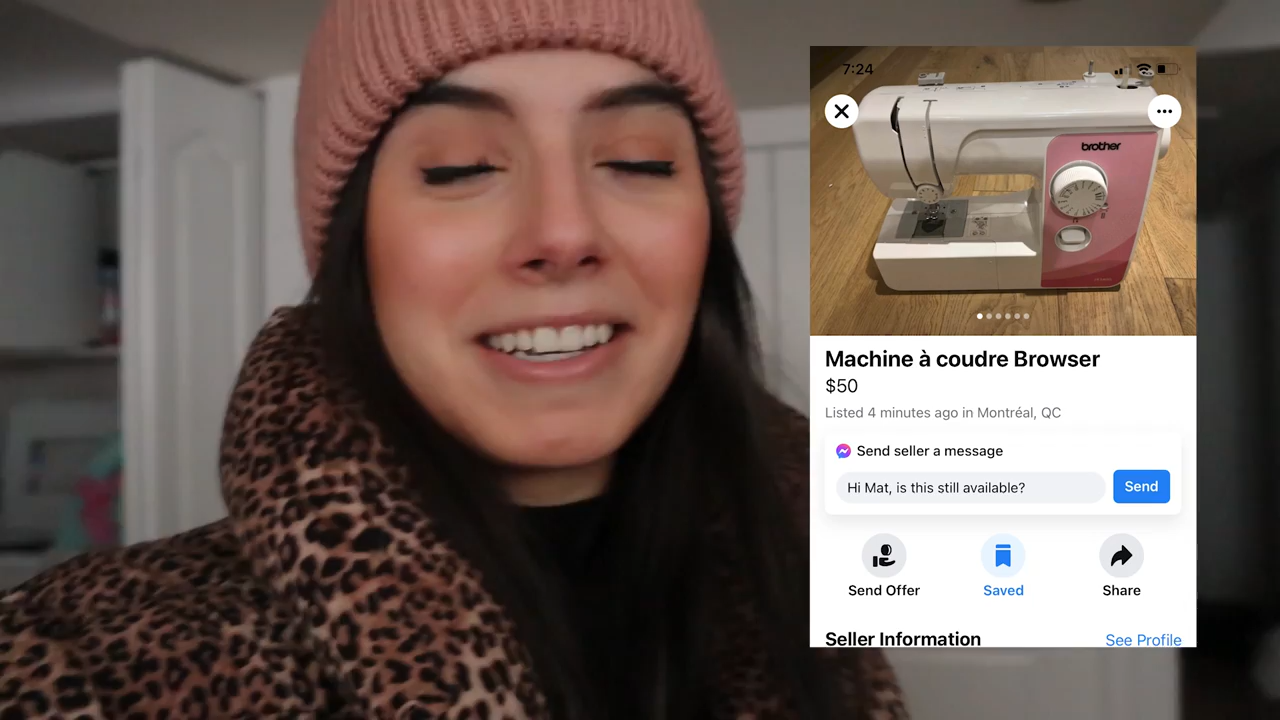 7:24
brother
Machine à coudre Browser
$50
Listed 4 minutes ago in Montréal, QC
Send seller a message
Hi Mat, is this still available?
Send
Send Offer
Saved
Share
Seller Information
See Profile